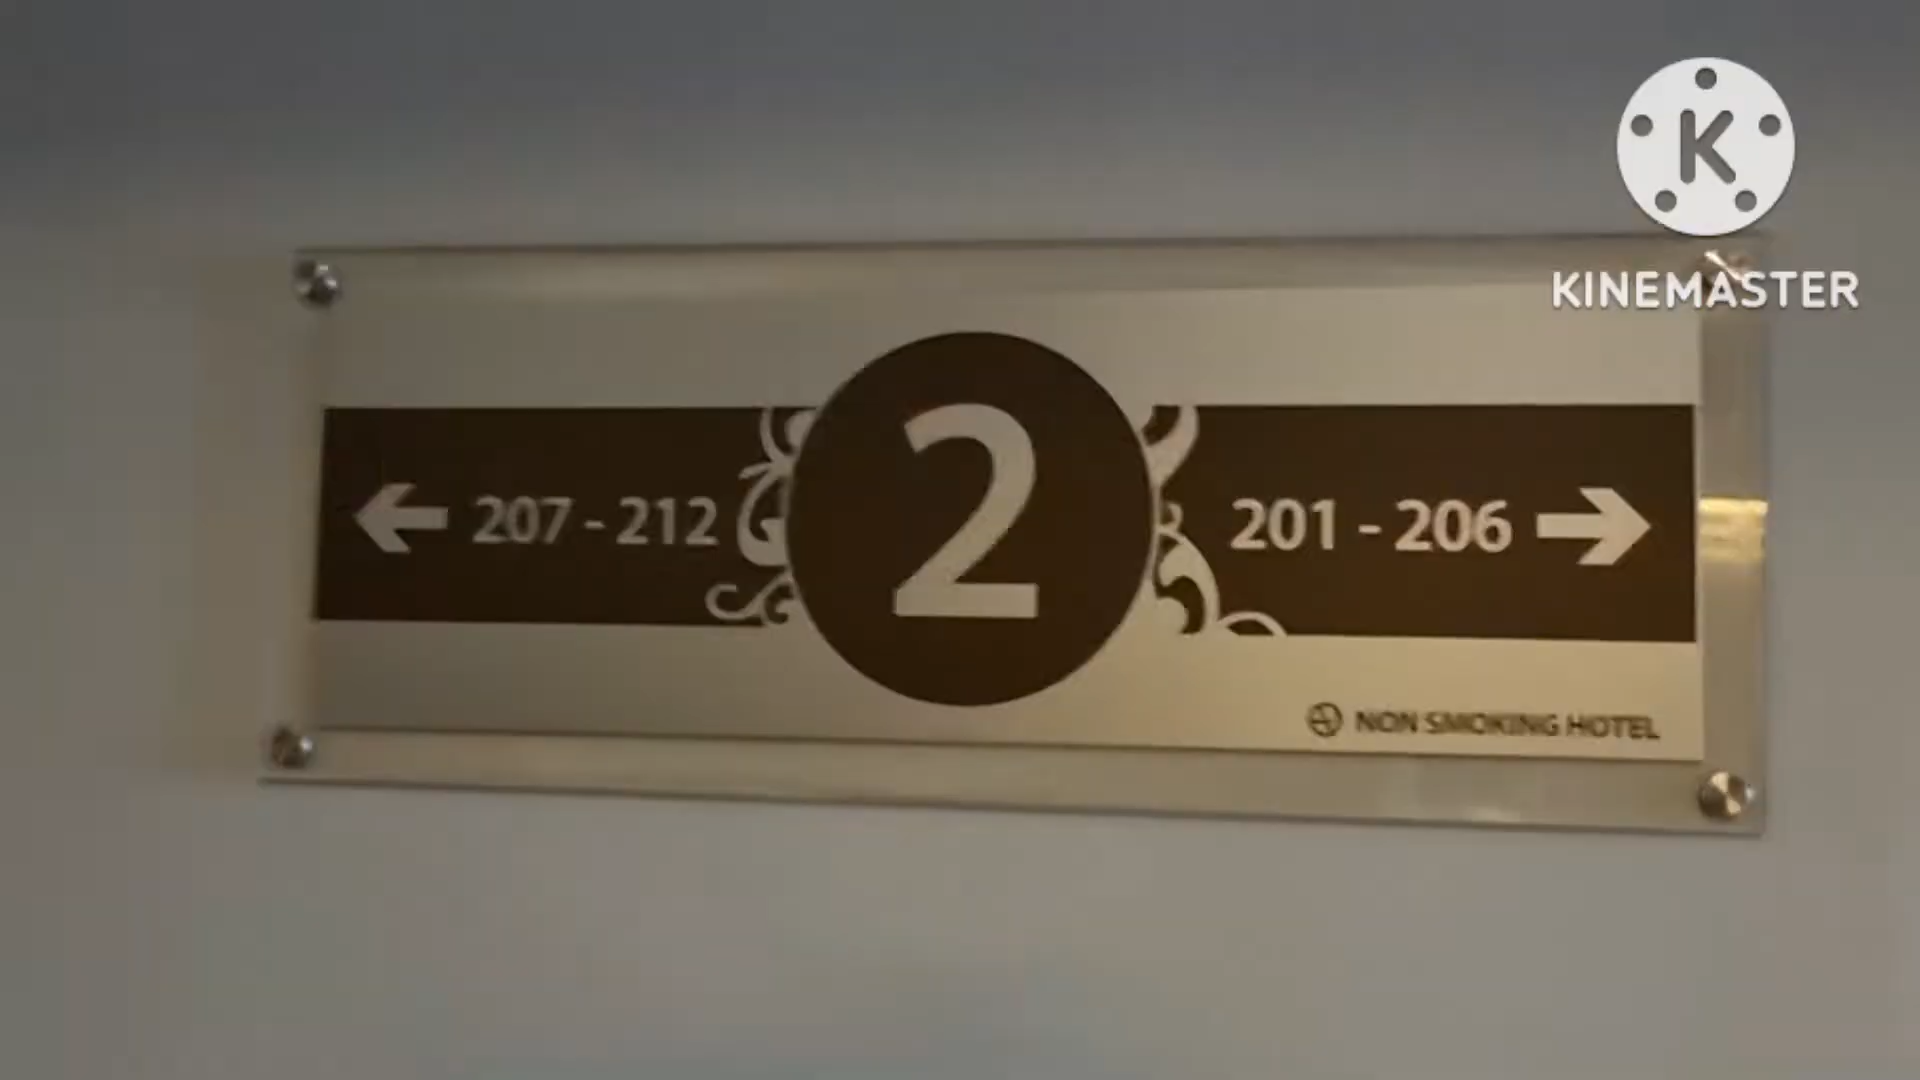 K
KINEMASTER
← 207 - 212
2
201 - 206 →
NON SMOKING HOTEL